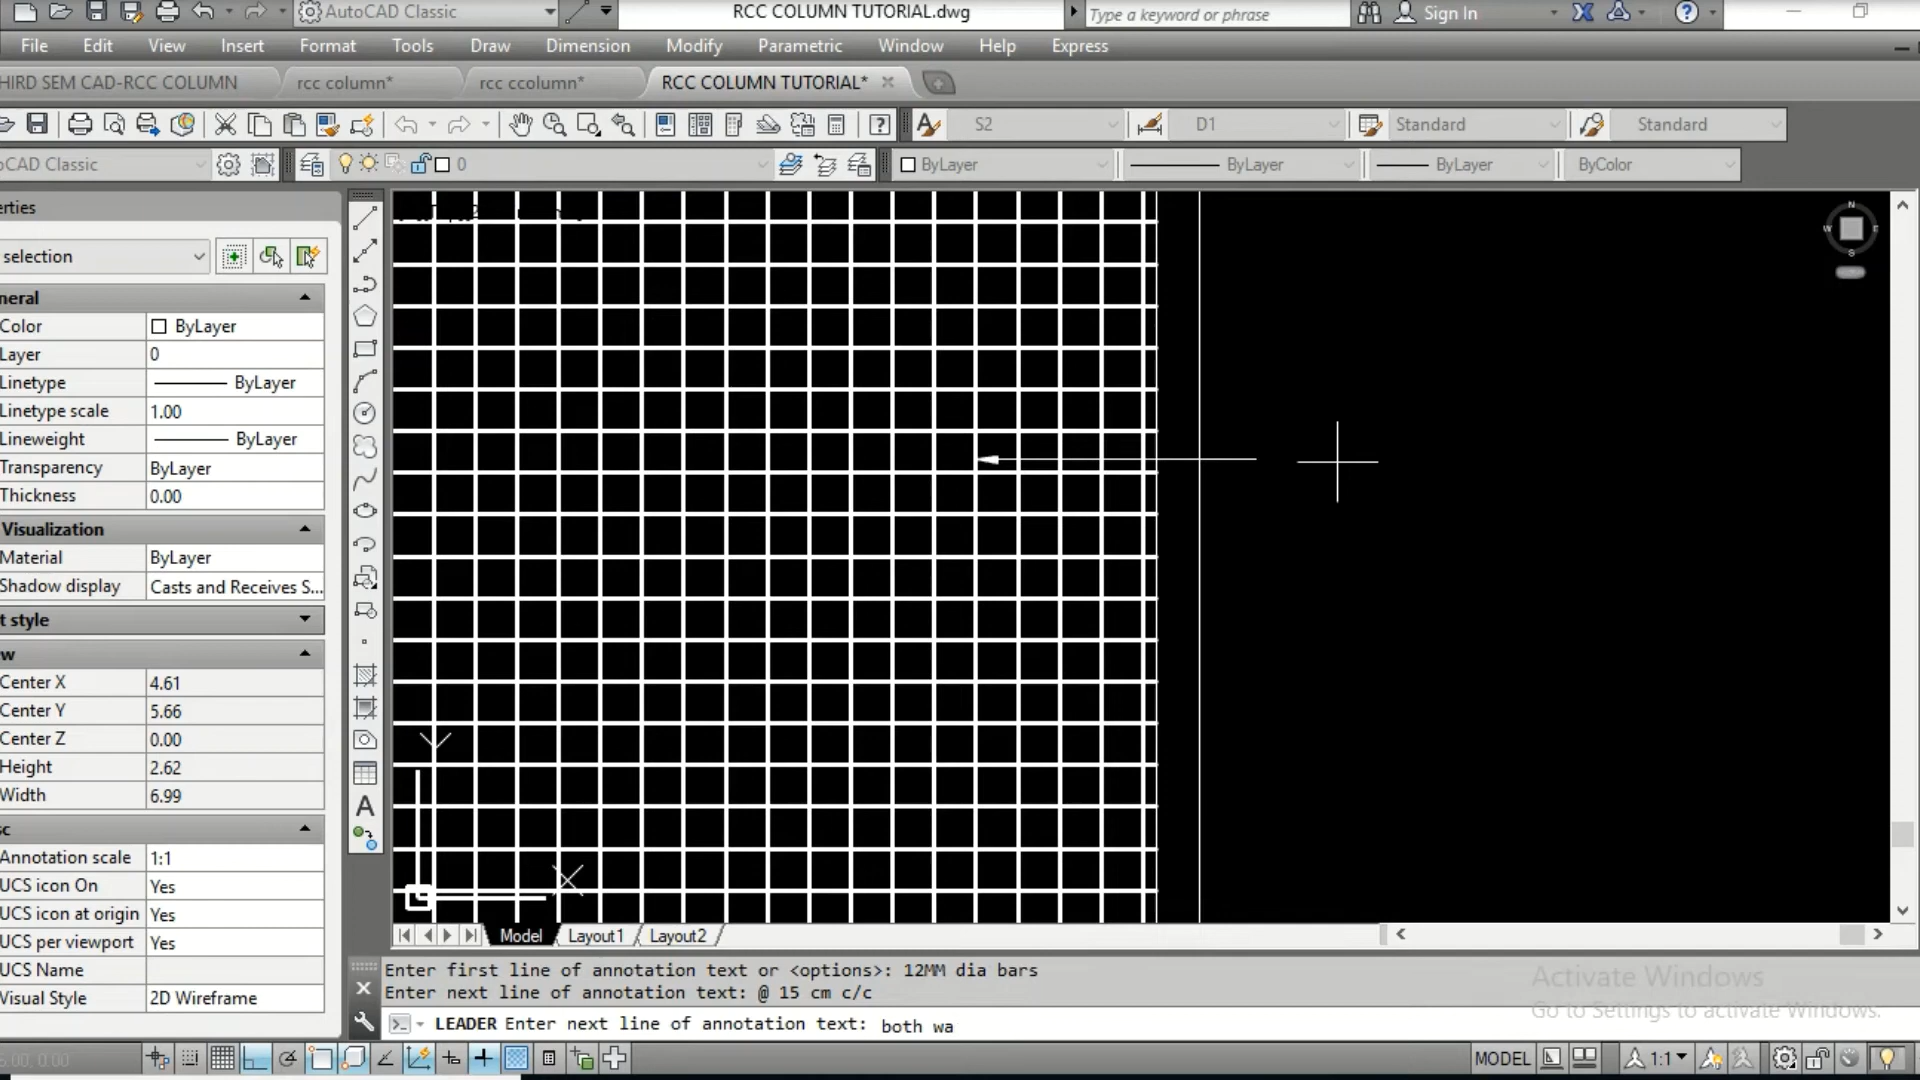 AutoCAD Classic
RCC COLUMN TUTORIAL.dwg
Type a keyword or phrase
Sign In
File Edit View Insert Format Tools Draw Dimension Modify Parametric Window Help Express
HIRD SEM CAD-RCC COLUMN
rcc column*
rcc ccolumn*
RCC COLUMN TUTORIAL*
S2
D1
Standard
Standard
oCAD Classic
0
ByLayer
ByLayer
ByLayer
ByColor
erties
selection
neral
Color ByLayer
Layer 0
Linetype ByLayer
Linetype scale 1.00
Lineweight ByLayer
Transparency ByLayer
Thickness 0.00
Visualization
Material ByLayer
Shadow display Casts and Receives S...
t style
w
Center X 4.61
Center Y 5.66
Center Z 0.00
Height 2.62
Width 6.99
sc
Annotation scale 1:1
UCS icon On Yes
UCS icon at origin Yes
UCS per viewport Yes
UCS Name
Visual Style 2D Wireframe
N
W E
S
Y
X
Model Layout1 Layout2
Enter first line of annotation text or <options>: 12MM dia bars
Enter next line of annotation text: @ 15 cm c/c
LEADER Enter next line of annotation text: both wa
Activate Windows
Go to Settings to activate Windows.
MODEL
1:1